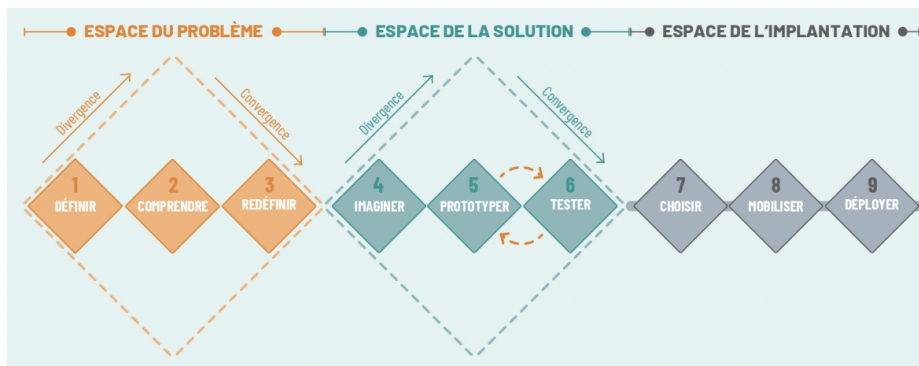 ESPACE DU PROBLÈME
ESPACE DE LA SOLUTION
ESPACE DE L'IMPLANTATION
Divergence
Convergence
Divergence
Convergence
1
DÉFINIR
2
COMPRENDRE
3
REDÉFINIR
4
IMAGINER
5
PROTOTYPER
6
TESTER
7
CHOISIR
8
MOBILISER
9
DÉPLOYER